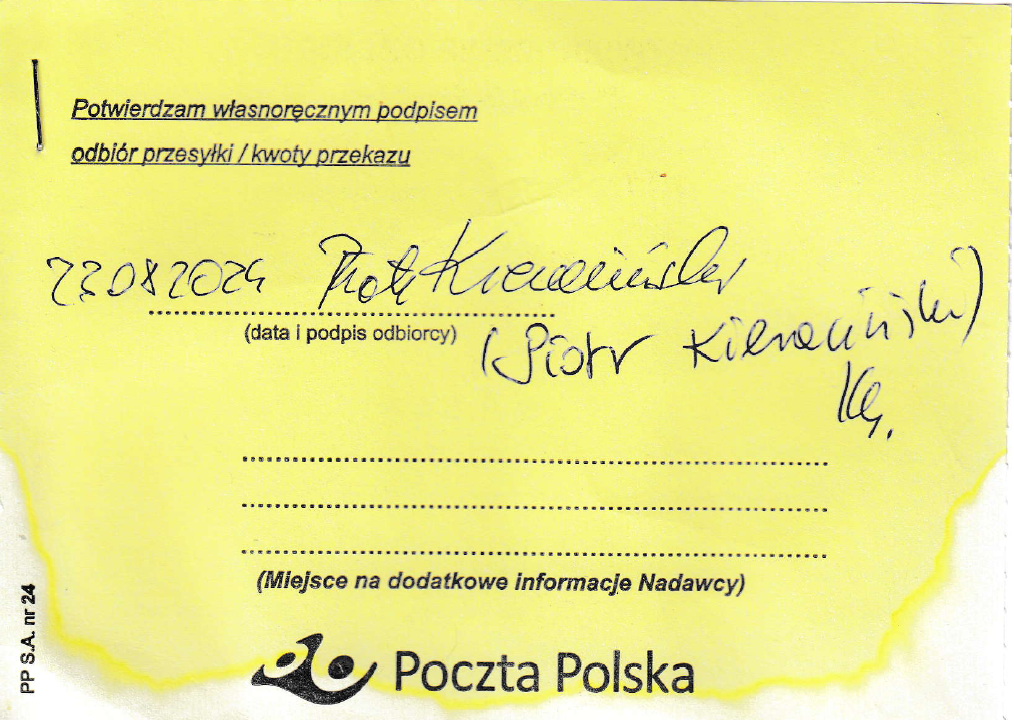 Potwierdzam własnoręcznym podpisem
odbiór przesyłki / kwoty przekazu
23.08.2024 Piotr
(data i podpis odbiorcy)
(Piotr
(Miejsce na dodatkowe informacje Nadawcy)
PP S.A. nr 24
Poczta Polska